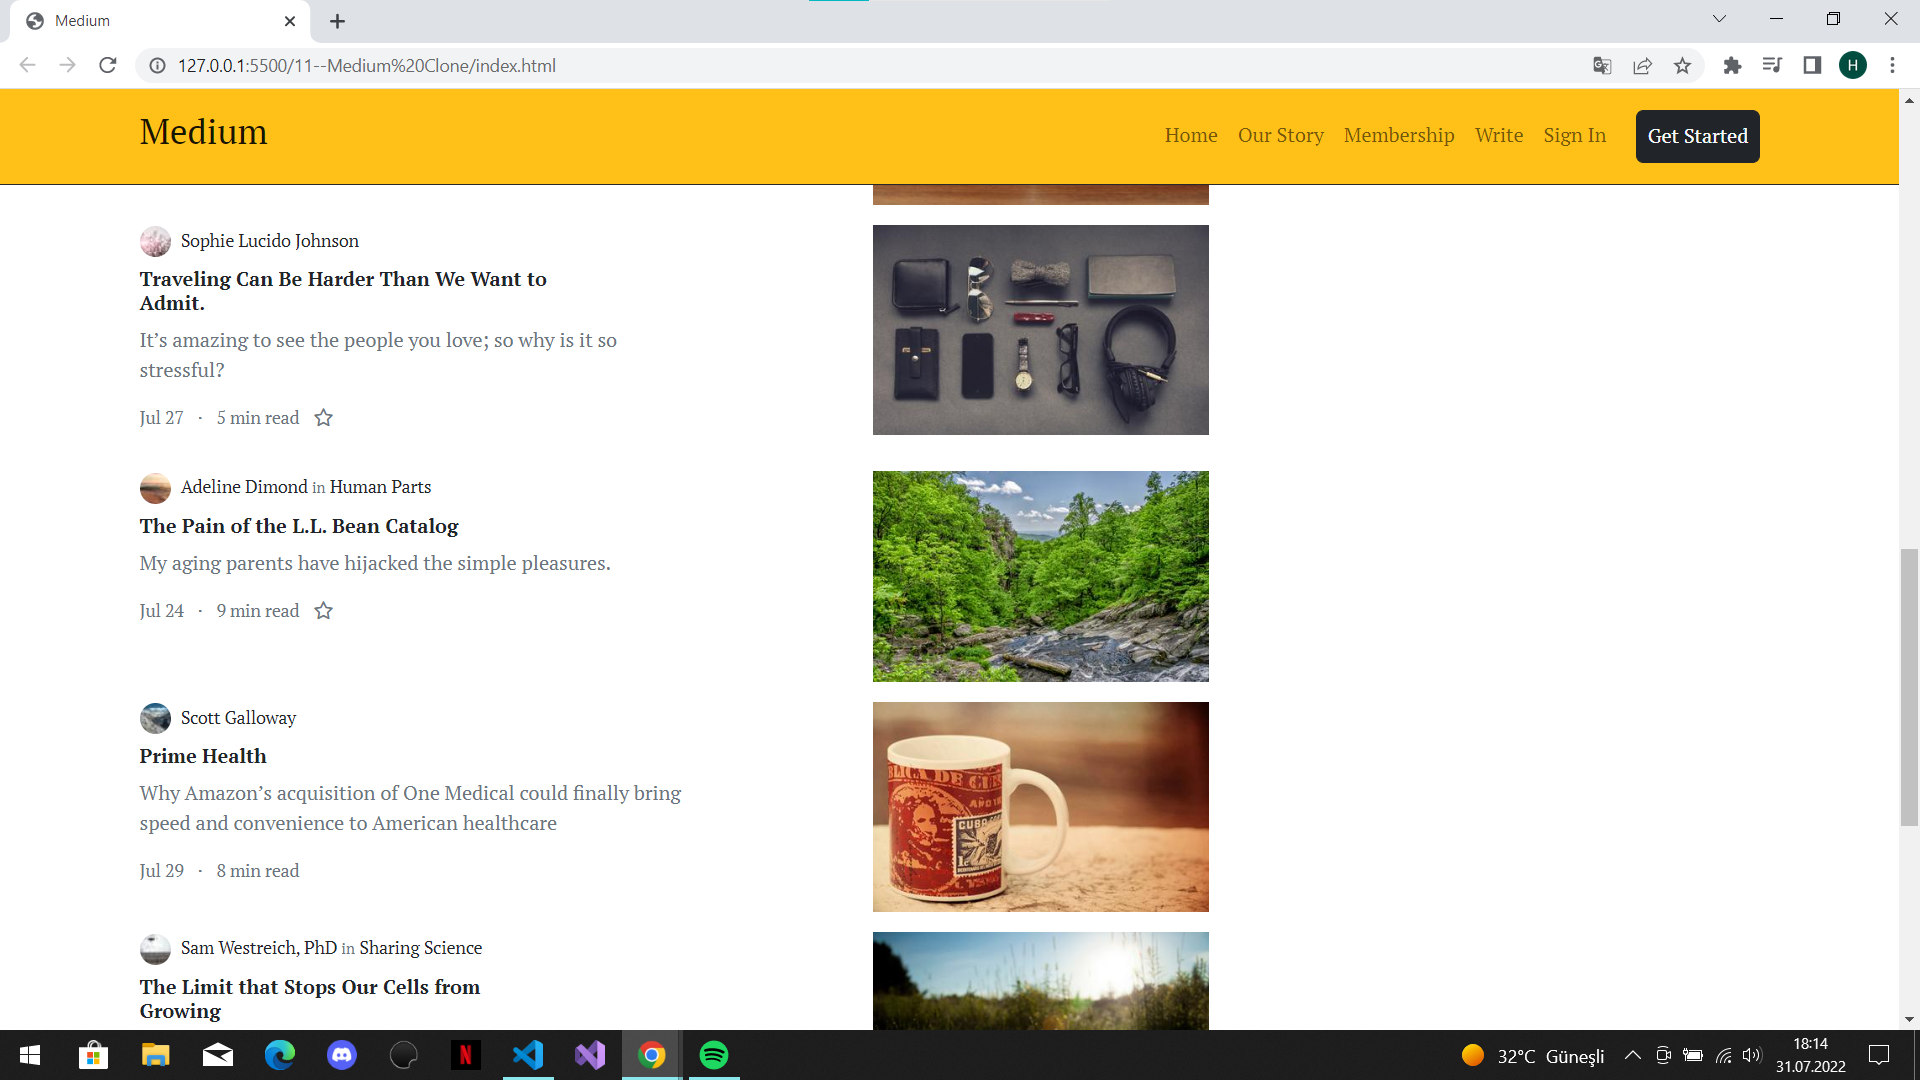 Medium
127.0.0.1:5500/11--Medium%20Clone/index.html
H
Medium
Home Our Story Membership Write Sign In Get Started
Sophie Lucido Johnson
Traveling Can Be Harder Than We Want to
Admit.
It’s amazing to see the people you love; so why is it so
stressful?
Jul 27 · 5 min read
Adeline Dimond in Human Parts
The Pain of the L.L. Bean Catalog
My aging parents have hijacked the simple pleasures.
Jul 24 · 9 min read
Scott Galloway
Prime Health
Why Amazon’s acquisition of One Medical could finally bring
speed and convenience to American healthcare
Jul 29 · 8 min read
CUBA
1c
Sam Westreich, PhD in Sharing Science
The Limit that Stops Our Cells from
Growing
N
32°C Güneşli
18:14
31.07.2022